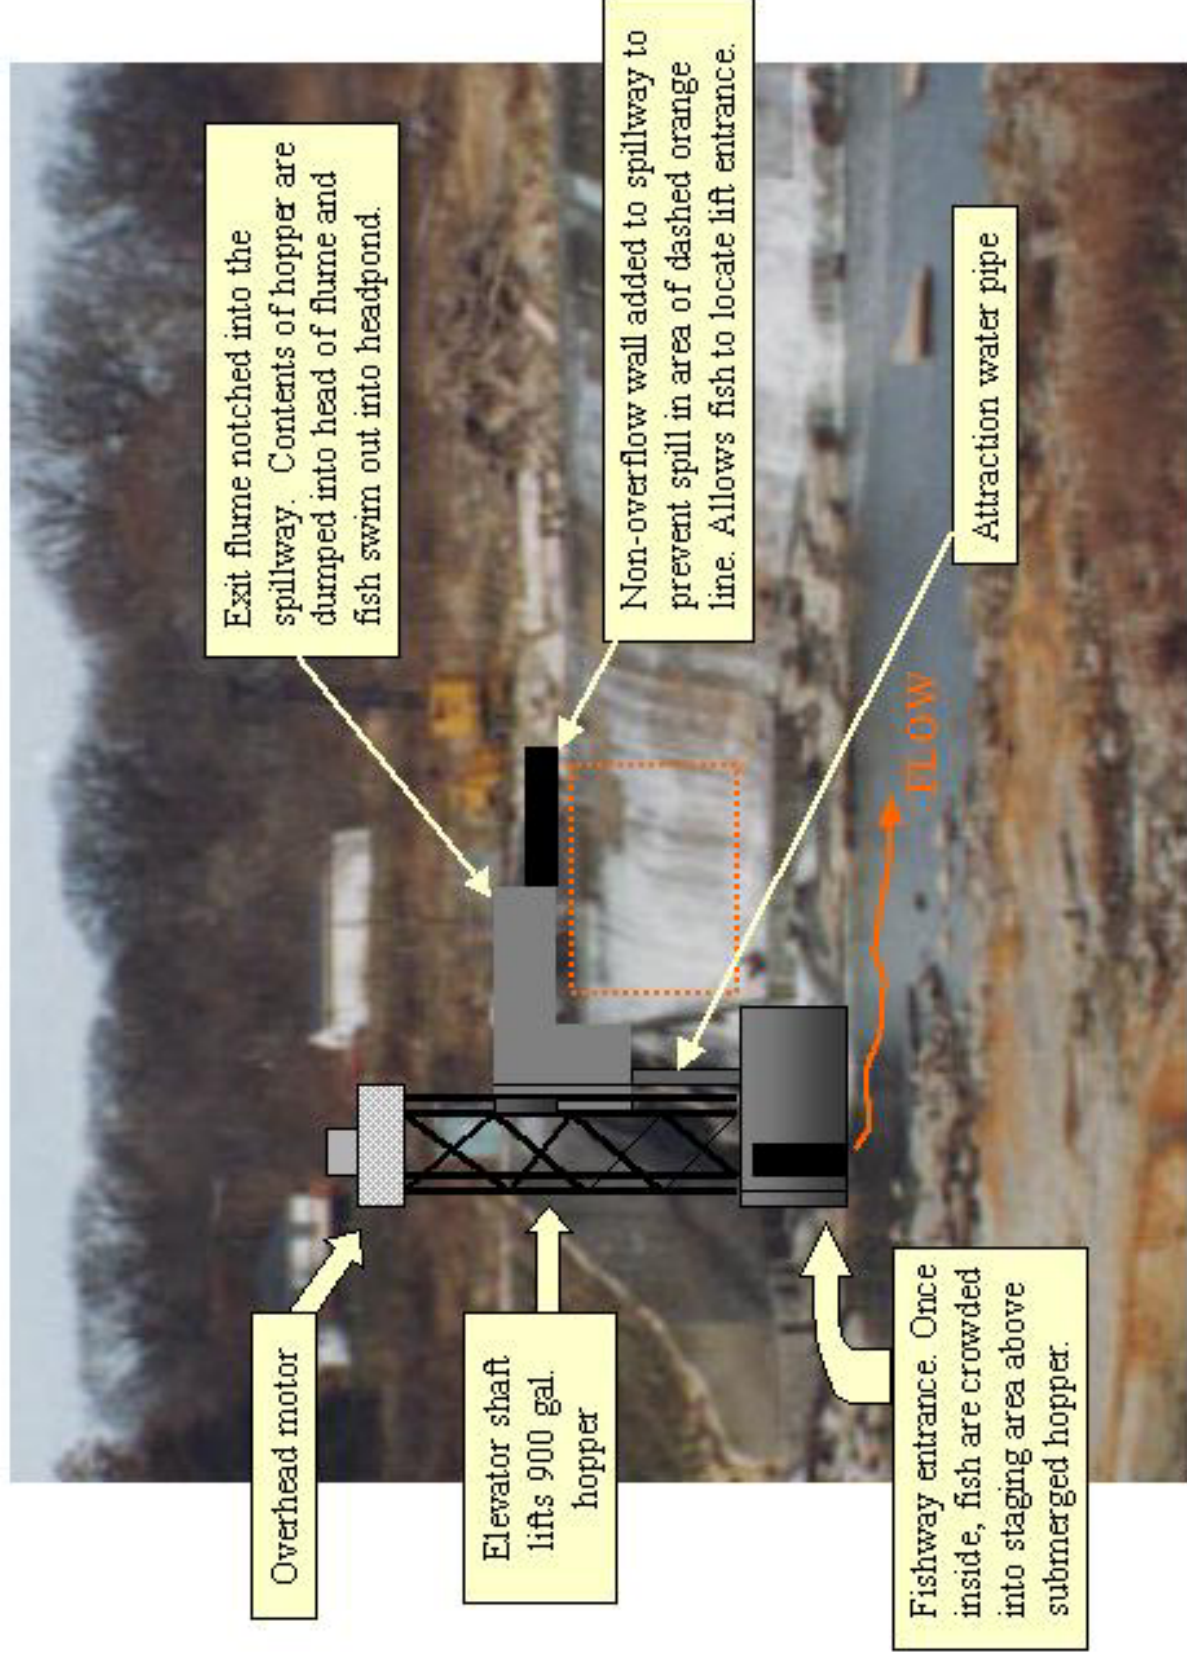 Overhead motor
Elevator shaft
lifts 900 gal.
hopper
Fishway entrance. Once
inside, fish are crowded
into staging area above
submerged hopper.
Exit flume notched into the
spillway. Contents of hopper are
dumped into head of flume and
fish swim out into headpond.
Non-overflow wall added to spillway to
prevent spill in area of dashed orange
line. Allows fish to locate lift entrance.
Attraction water pipe
FLOW